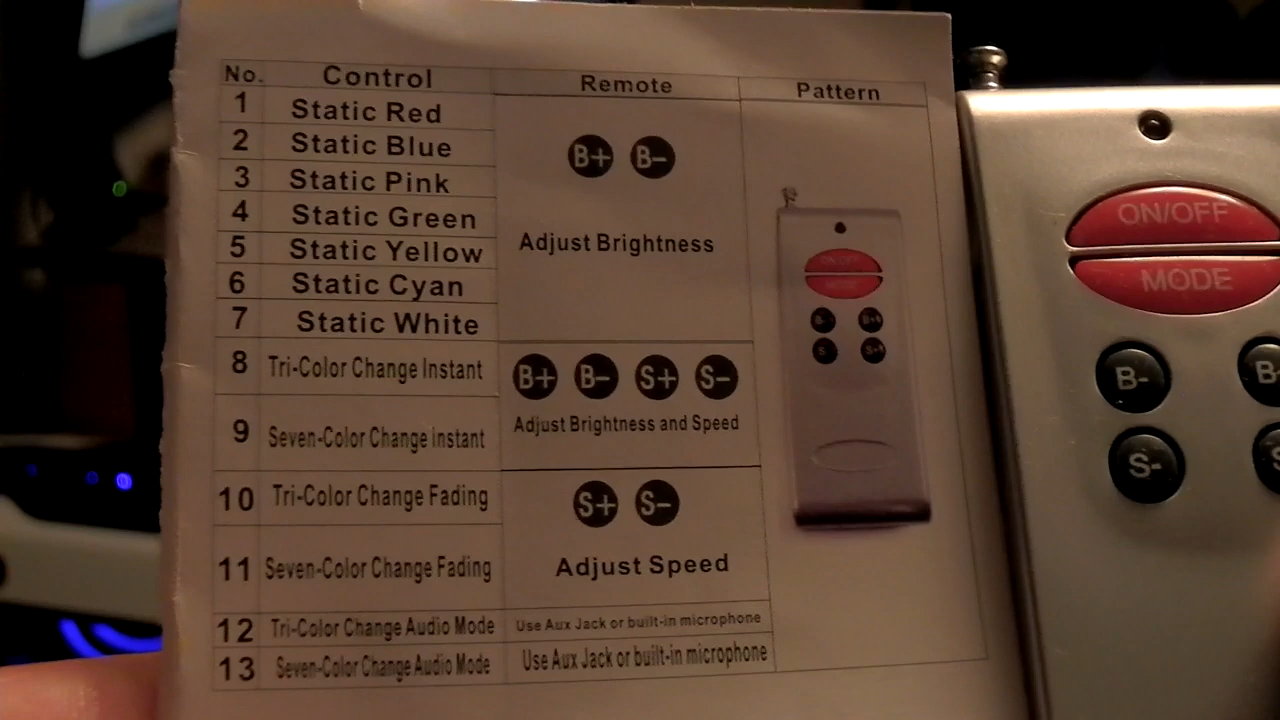 No. Control Remote Pattern
1 Static Red
2 Static Blue
3 Static Pink
4 Static Green
5 Static Yellow
6 Static Cyan
7 Static White
B+ B-
Adjust Brightness
8 Tri-Color Change Instant
9 Seven-Color Change instant
B+ B- S+ S-
Adjust Brightness and Speed
10 Tri-Color Change Fading
11 Seven-Color Change Fading
S+ S-
Adjust Speed
12 Tri-Color Change Audio Mode Use Aux Jack or built-in microphone
13 Seven-Color Change Audio Mode Use Aux Jack or built-in microphone
ON/OFF
MODE
B-
S-